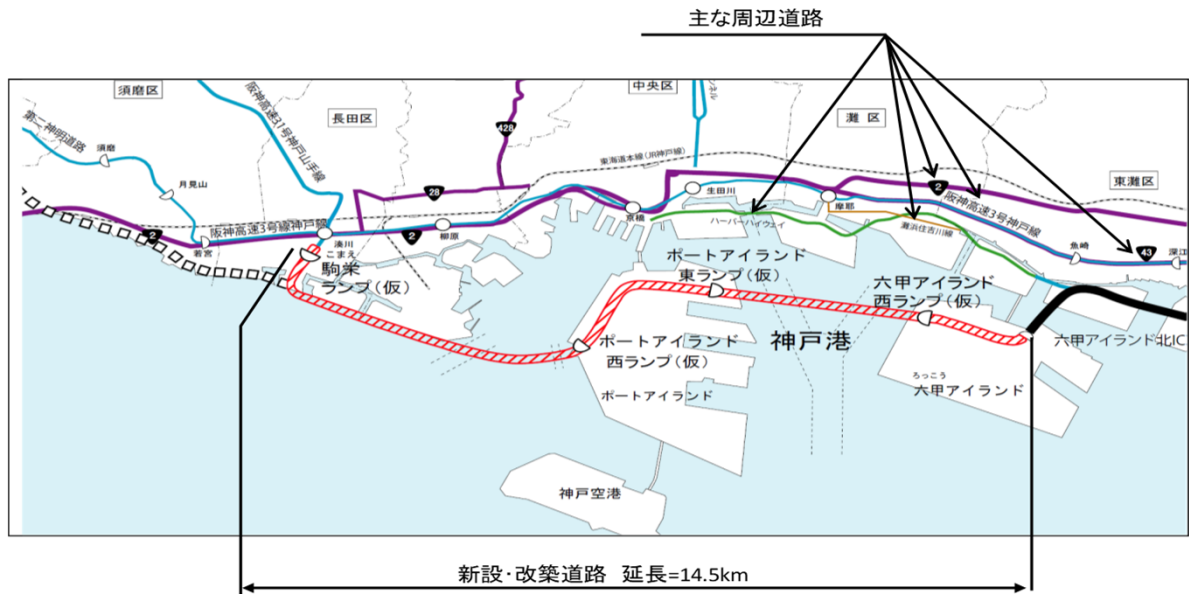 主な周辺道路
須磨区
阪神高速31号神戸山手線
長田区
428
中央区
ンネル
灘 区
第二神明道路
須磨
東海道本線(JR神戸線)
月見山
28
2
生田川
東灘区
摩耶
阪神高速3号神戸線
京橋
ハーバーハイウェイ
灘浜住吉川線
2
阪神高速3号線神戸線
若宮
湊川
2
柳原
魚崎
43
深江
こまえ
駒栄
ランプ(仮)
ポートアイランド
東ランプ(仮)
六甲アイランド
西ランプ(仮)
神戸港
六甲アイランド北IC
ポートアイランド
西ランプ(仮)
ポートアイランド
ろっこう
六甲アイランド
神戸空港
新設・改築道路 延長=14.5km